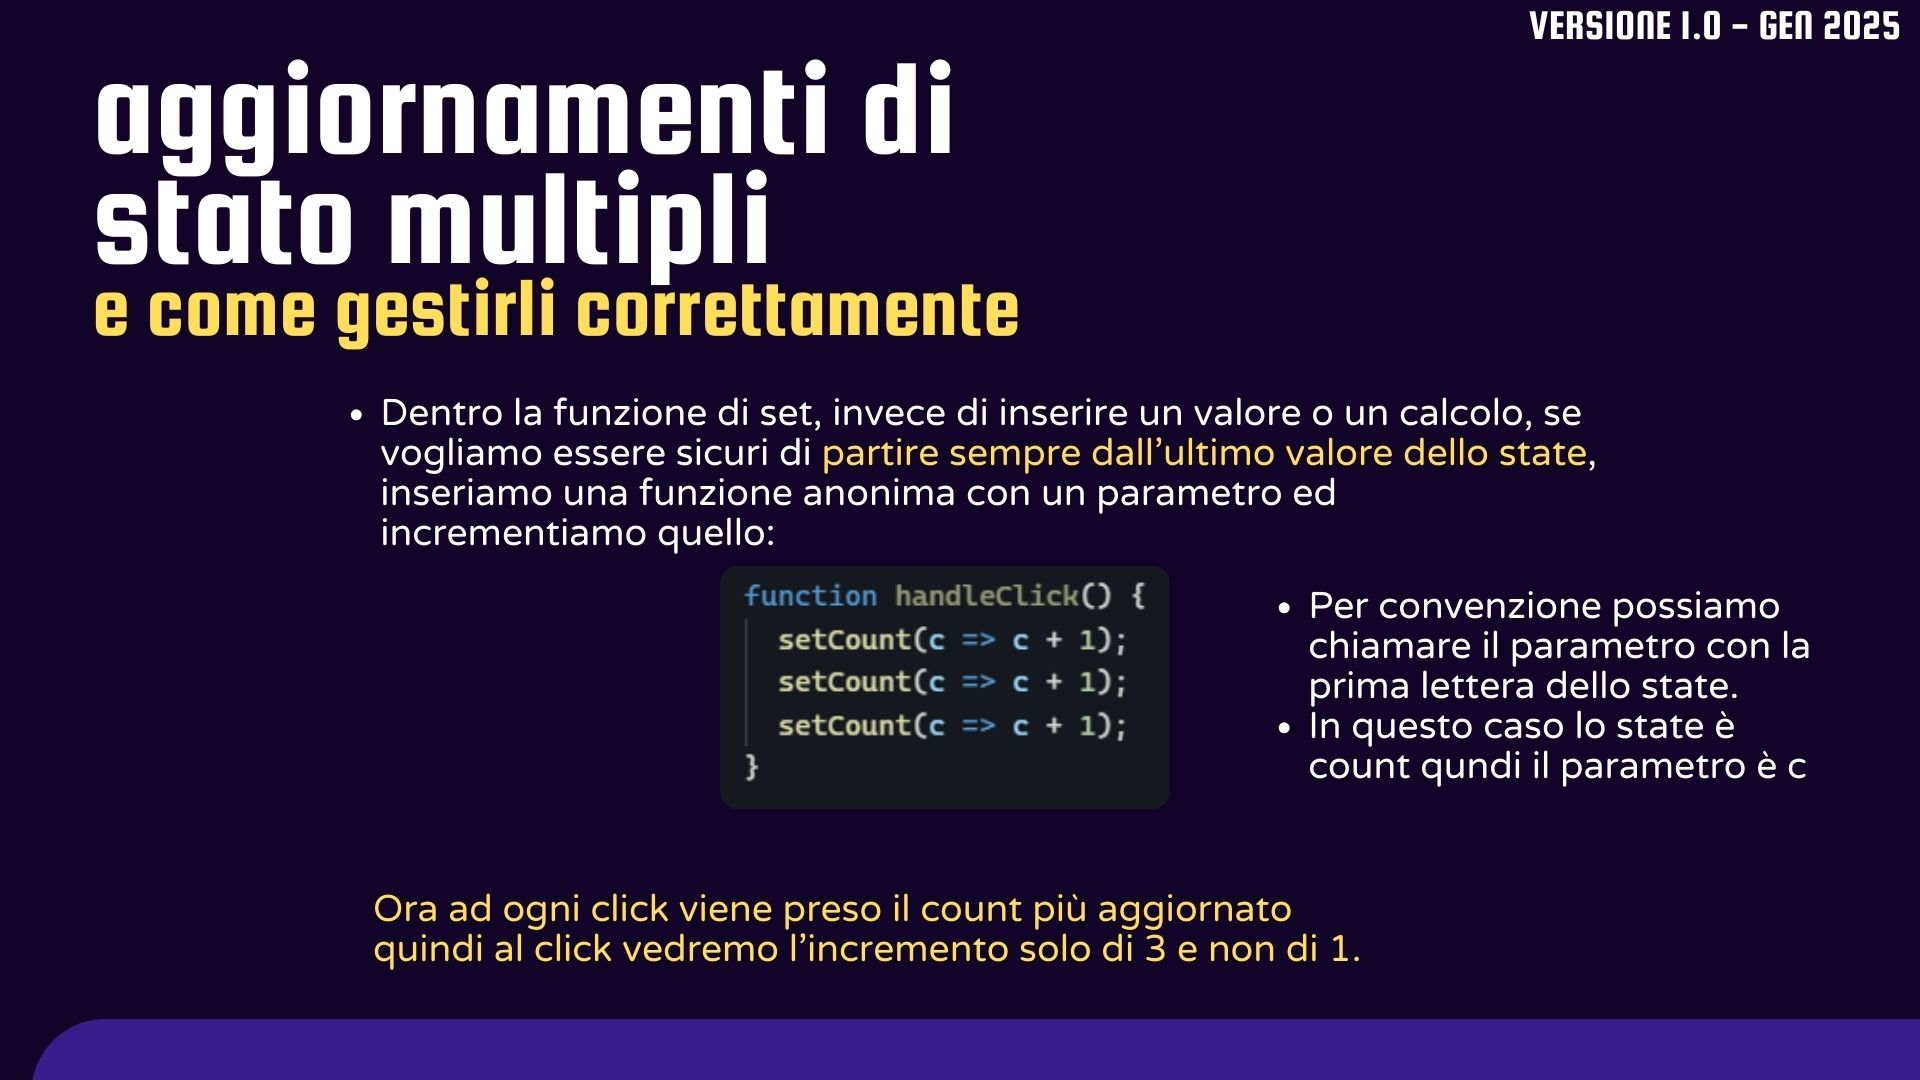 VERSIONE 1.0 - GEN 2025
aggiornamenti di
stato multipli
e come gestirli correttamente
• Dentro la funzione di set, invece di inserire un valore o un calcolo, se
vogliamo essere sicuri di partire sempre dall’ultimo valore dello state,
inseriamo una funzione anonima con un parametro ed
incrementiamo quello:
function handleClick() {
setCount(c => c + 1);
setCount(c => c + 1);
setCount(c => c + 1);
}
• Per convenzione possiamo
chiamare il parametro con la
prima lettera dello state.
• In questo caso lo state è
count qundi il parametro è c
Ora ad ogni click viene preso il count più aggiornato
quindi al click vedremo l’incremento solo di 3 e non di 1.